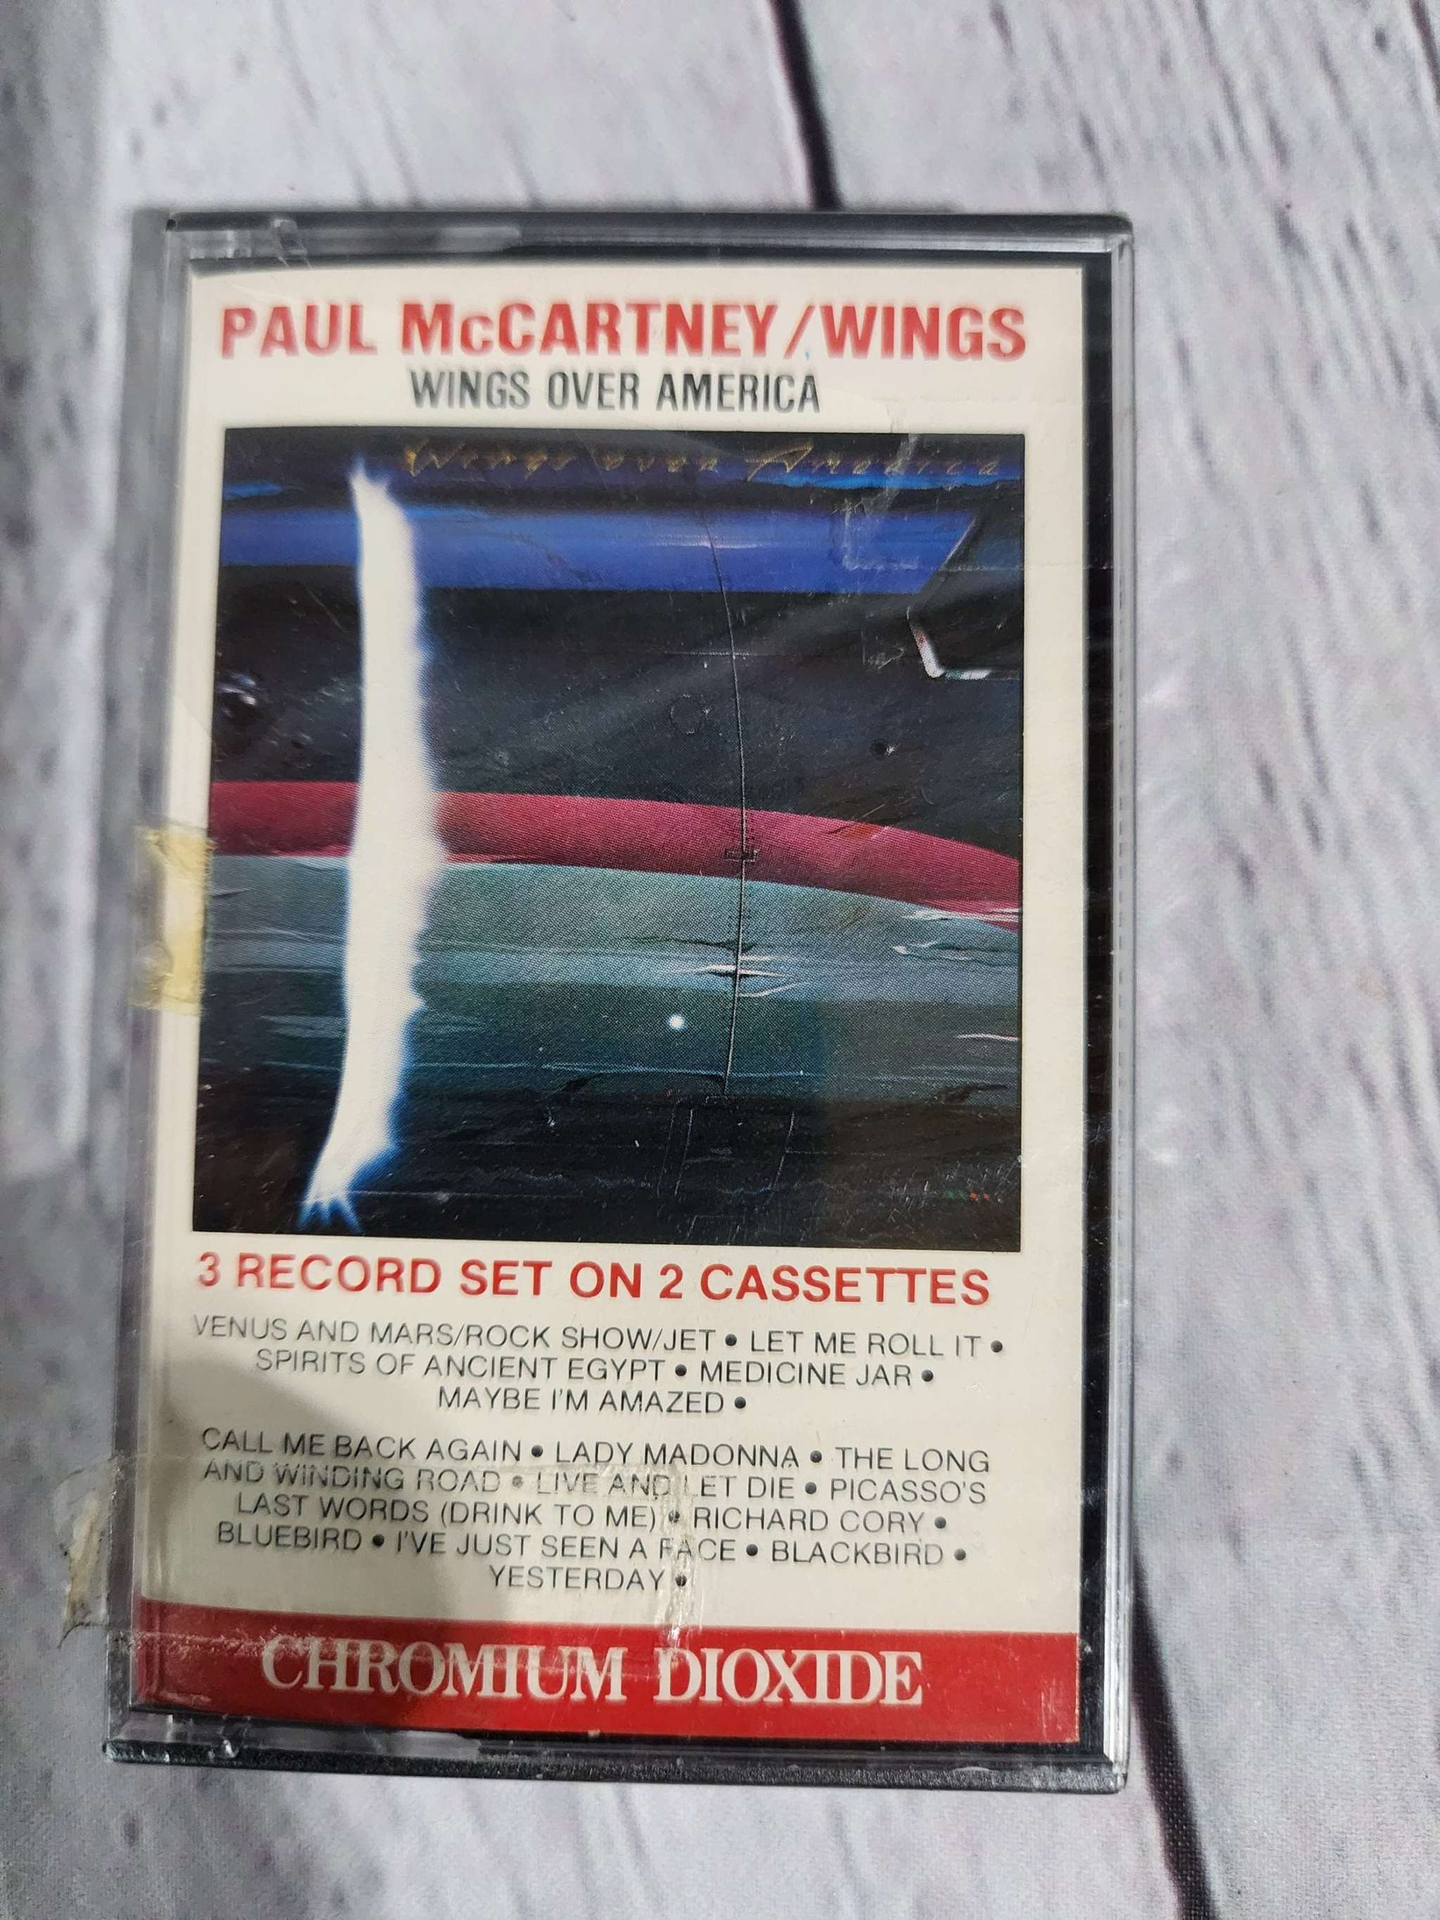 PAUL McCARTNEY/WINGS
WINGS OVER AMERICA
Wings over America
3 RECORD SET ON 2 CASSETTES
VENUS AND MARS/ROCK SHOW/JET • LET ME ROLL IT •
SPIRITS OF ANCIENT EGYPT • MEDICINE JAR •
MAYBE I'M AMAZED •
CALL ME BACK AGAIN • LADY MADONNA • THE LONG
AND WINDING ROAD • LIVE AND LET DIE • PICASSO'S
LAST WORDS (DRINK TO ME) • RICHARD CORY •
BLUEBIRD • I'VE JUST SEEN A FACE • BLACKBIRD •
YESTERDAY •
CHROMIUM DIOXIDE